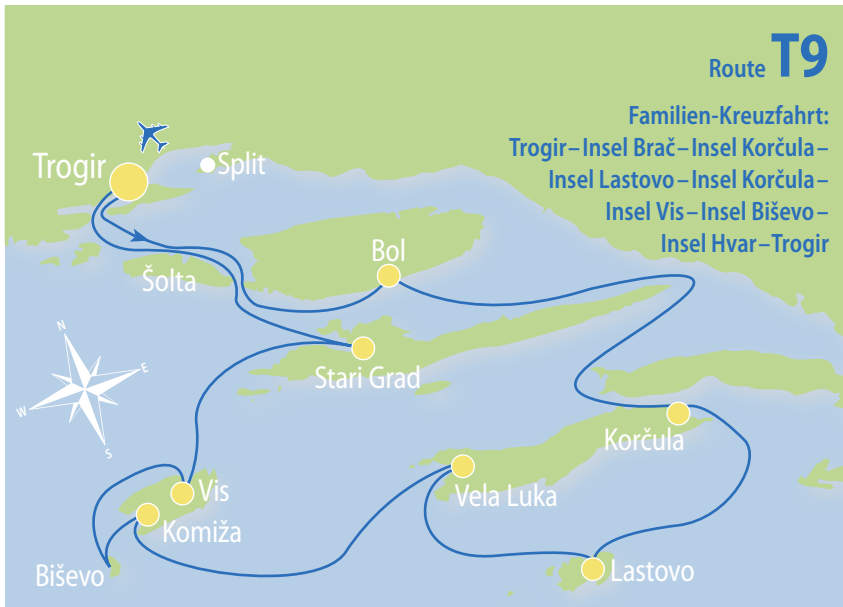 Route T9
Familien-Kreuzfahrt:
Trogir–Insel Brač–Insel Korčula–
Insel Lastovo–Insel Korčula–
Insel Vis–Insel Biševo–
Insel Hvar–Trogir
Trogir
Split
Bol
Šolta
Stari Grad
N
E
W
S
Korčula
Vela Luka
Vis
Komiža
Biševo
Lastovo